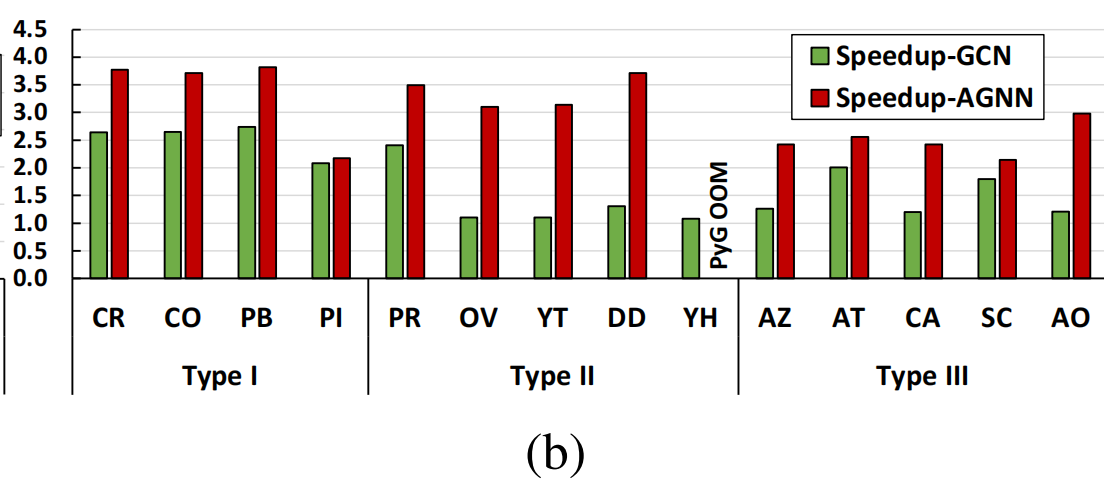 4.5
4.0
3.5
3.0
2.5
2.0
1.5
1.0
0.5
0.0
Speedup-GCN
Speedup-AGNN
PyG OOM
CR CO PB PI PR OV YT DD YH AZ AT CA SC AO
Type I Type II Type III
(b)